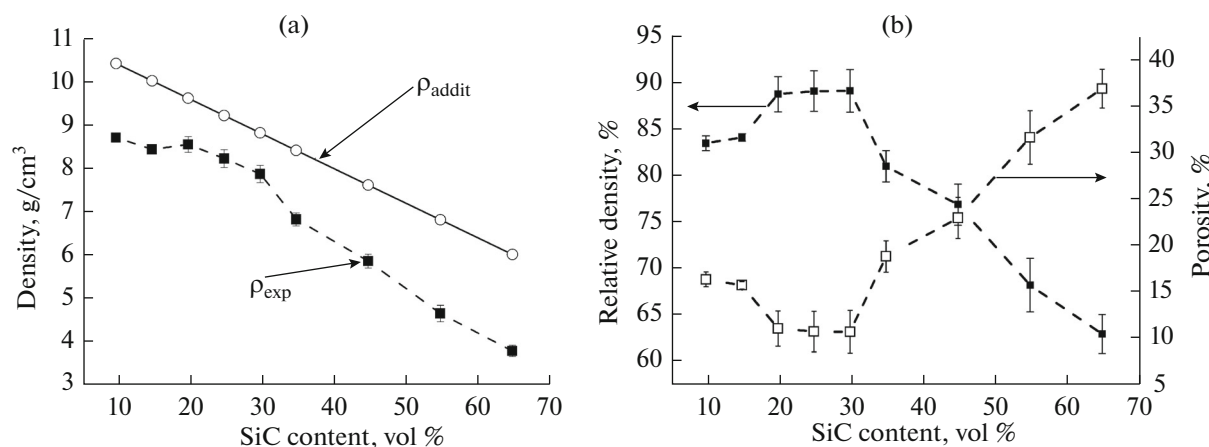 (a)
11
10
9
8
7
6
5
4
3
10 20 30 40 50 60 70
Density, g/cm³
SiC content, vol %
ρaddit
ρexp
(b)
95
90
85
80
75
70
65
60
40
35
30
25
20
15
10
5
10 20 30 40 50 60 70
Relative density, %
Porosity, %
SiC content, vol %